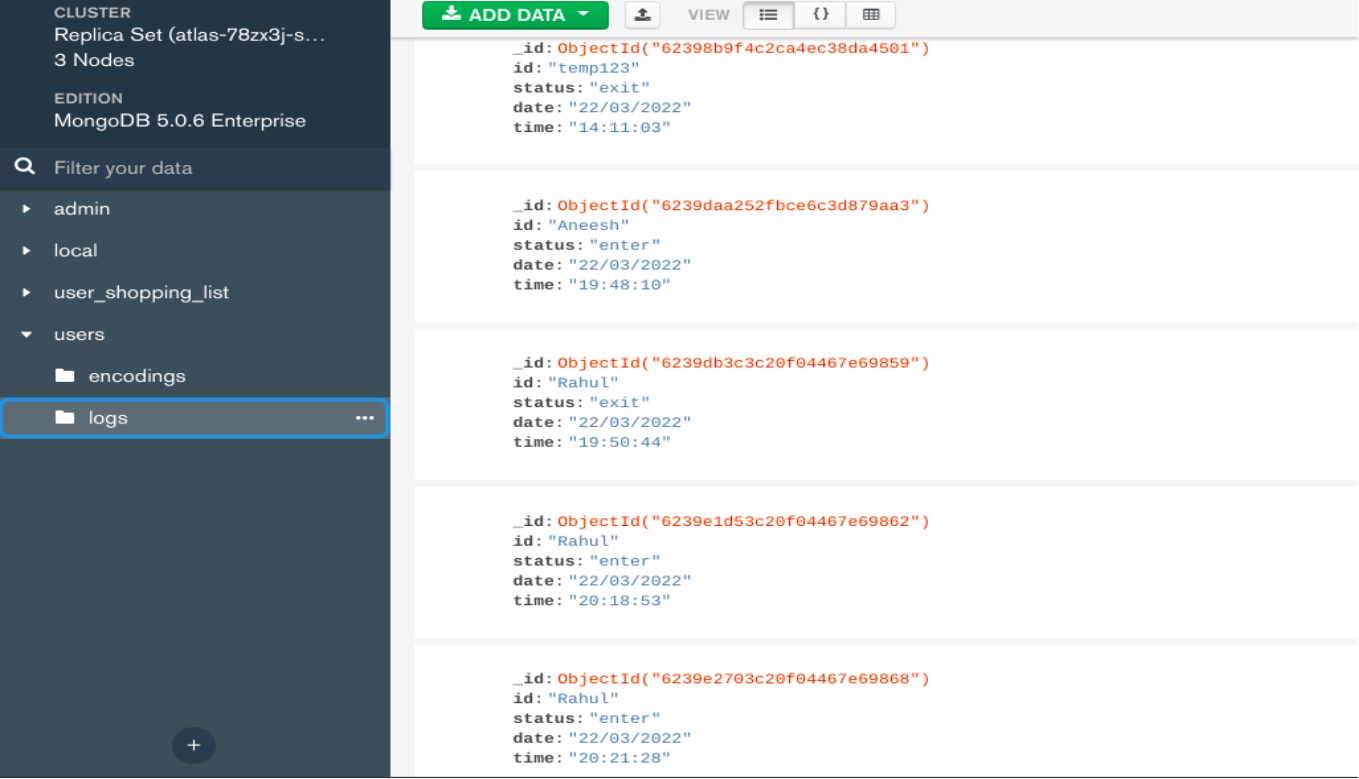 CLUSTER
Replica Set (atlas-78zx3j-s...
3 Nodes
EDITION
MongoDB 5.0.6 Enterprise
Filter your data
admin
local
user_shopping_list
users
encodings
logs
ADD DATA
VIEW
{}
_id: ObjectId("62398b9f4c2ca4ec38da4501")
id: "temp123"
status: "exit"
date: "22/03/2022"
time: "14:11:03"
_id: ObjectId("6239daa252fbce6c3d879aa3")
id: "Aneesh"
status: "enter"
date: "22/03/2022"
time: "19:48:10"
_id: ObjectId("6239db3c3c20f04467e69859")
id: "Rahul"
status: "exit"
date: "22/03/2022"
time: "19:50:44"
_id: ObjectId("6239e1d53c20f04467e69862")
id: "Rahul"
status: "enter"
date: "22/03/2022"
time: "20:18:53"
_id: ObjectId("6239e2703c20f04467e69868")
id: "Rahul"
status: "enter"
date: "22/03/2022"
time: "20:21:28"